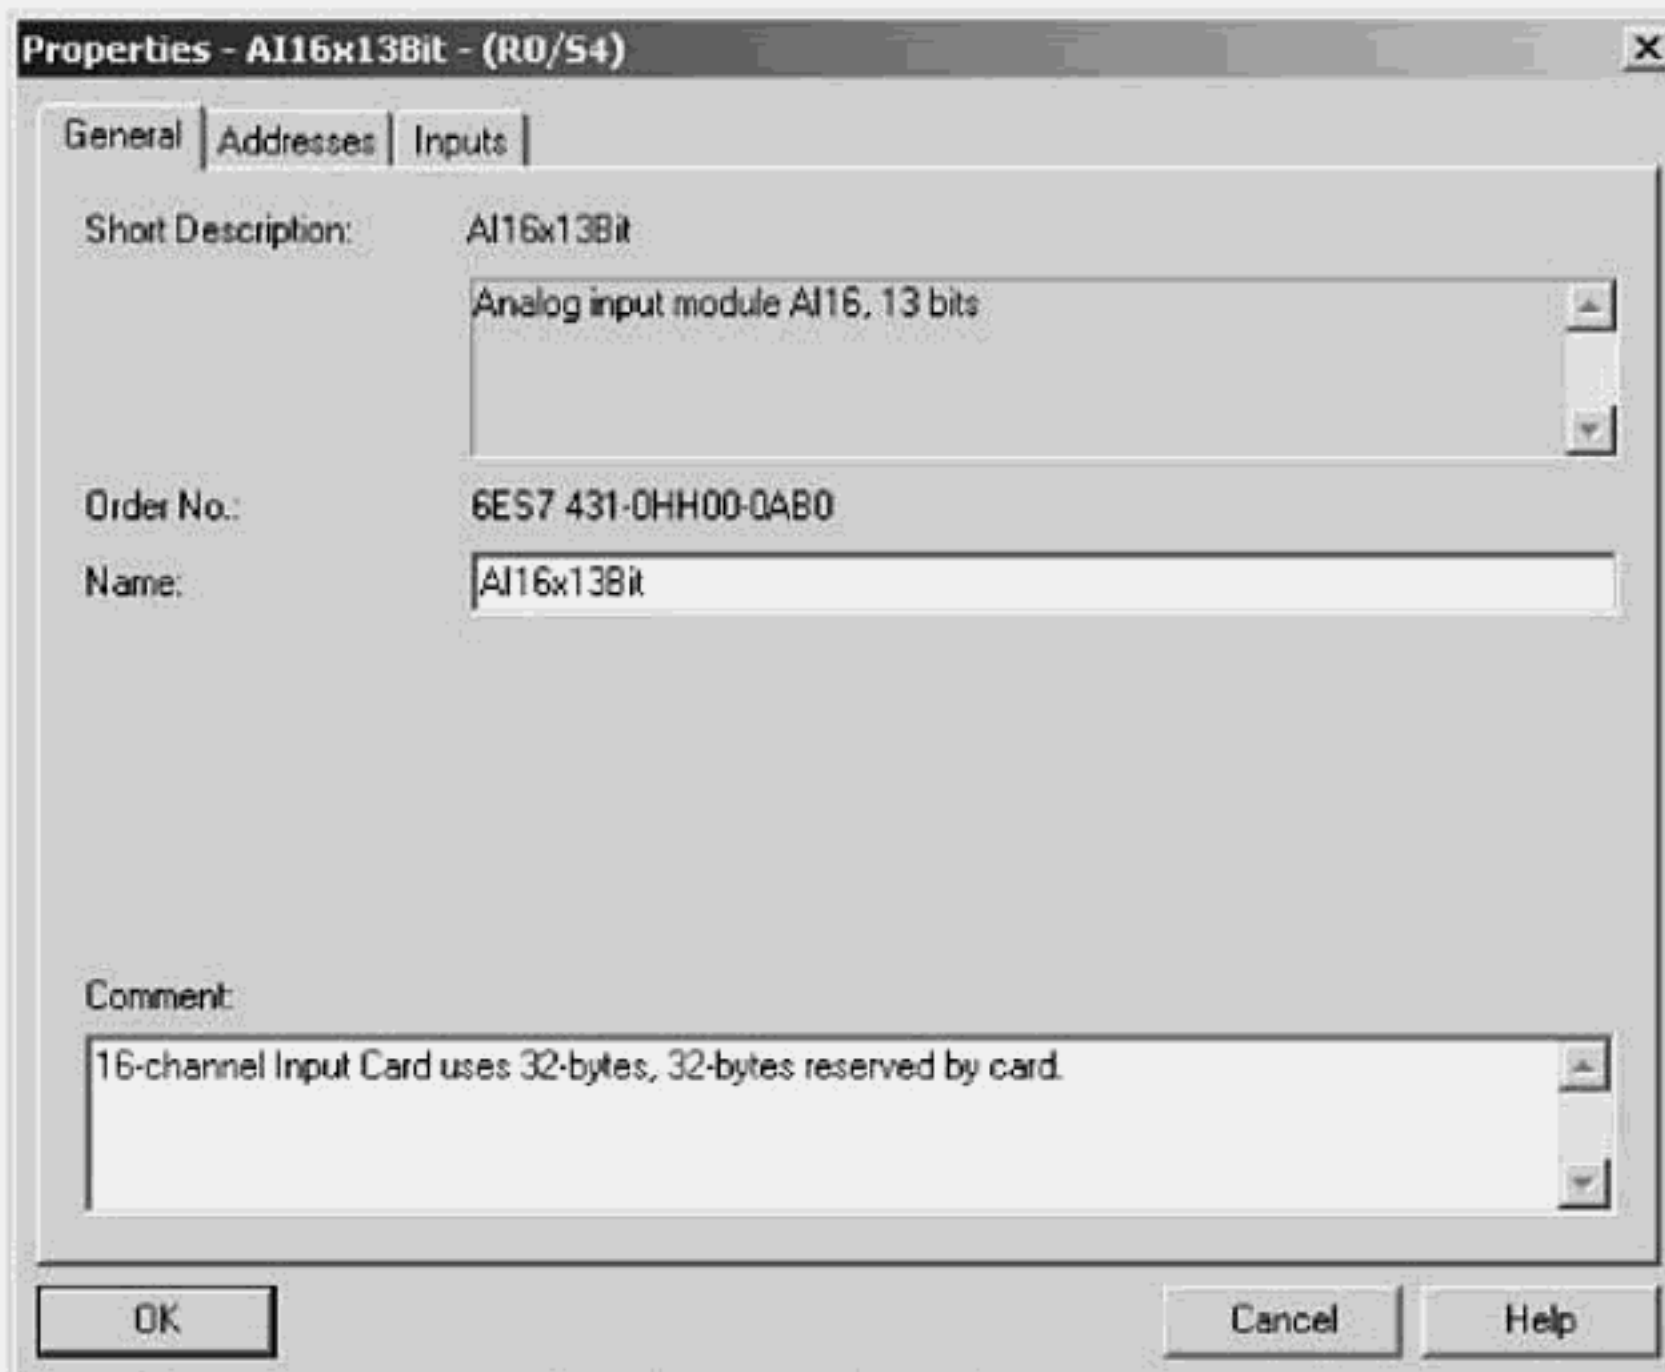 Properties - AI16x13Bit - (R0/S4)
General Addresses Inputs
Short Description: AI16x13Bit
Analog input module AI16, 13 bits
Order No.: 6ES7 431-0HH00-0AB0
Name: AI16x13Bit
Comment:
16-channel Input Card uses 32-bytes, 32-bytes reserved by card.
OK Cancel Help